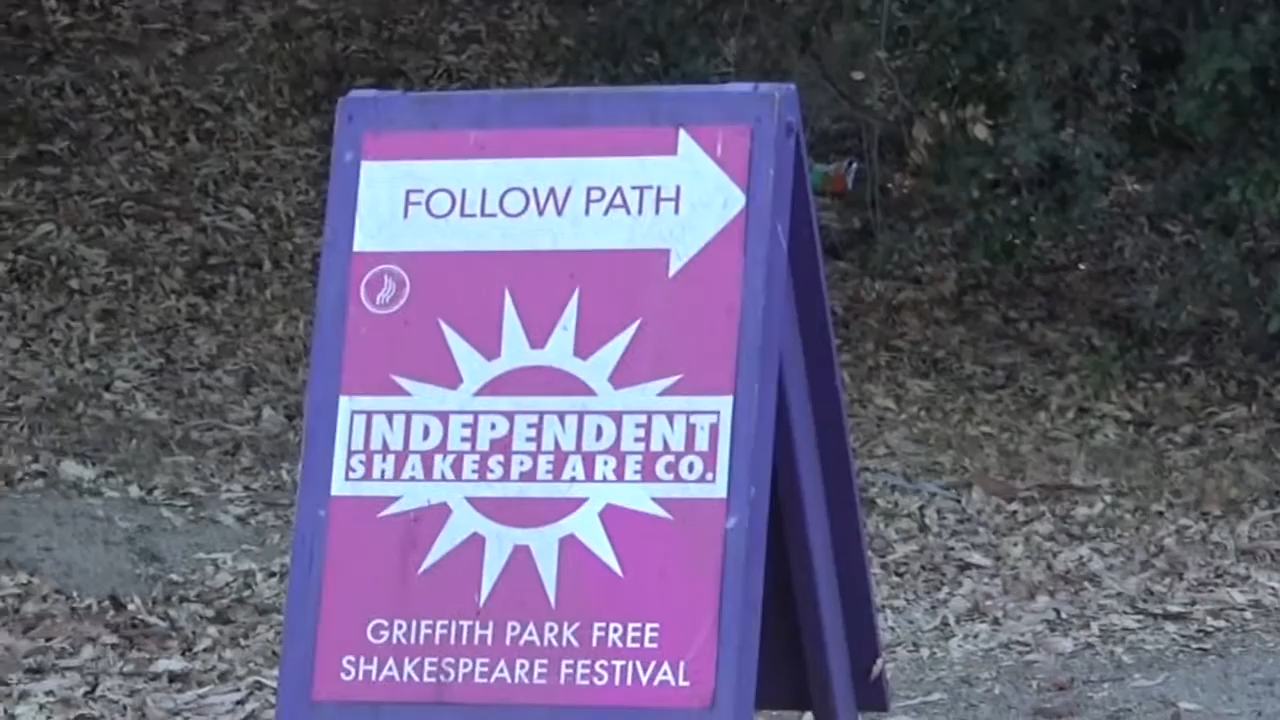 FOLLOW PATH
INDEPENDENT
SHAKESPEARE CO.
GRIFFITH PARK FREE
SHAKESPEARE FESTIVAL